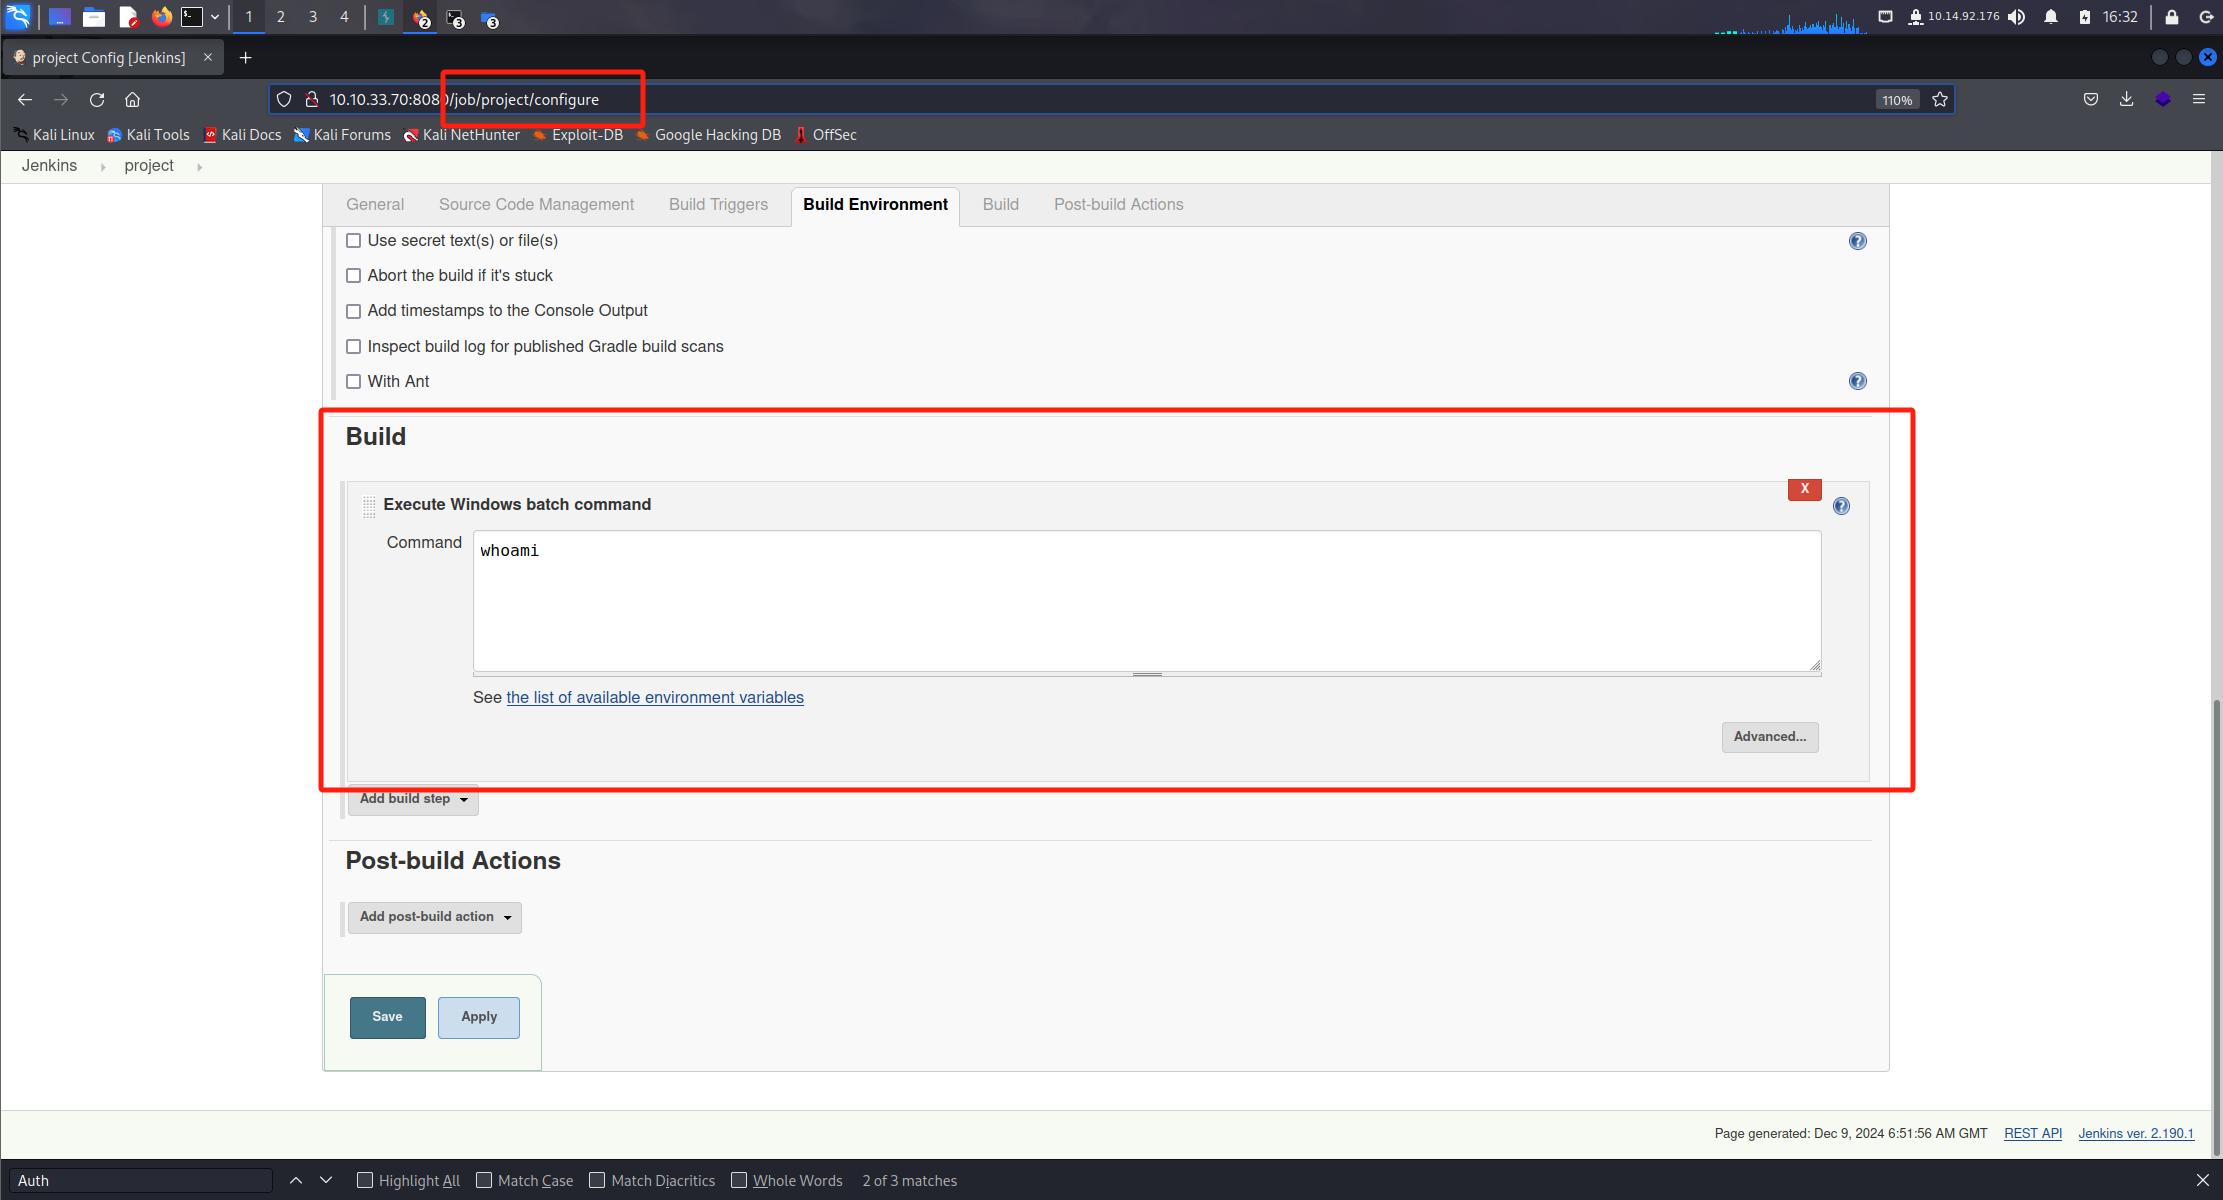 1 2 3 4 2 3 3 10.14.92.176 16:32
project Config [Jenkins]
10.10.33.70:8080/job/project/configure 110%
Kali Linux Kali Tools Kali Docs Kali Forums Kali NetHunter Exploit-DB Google Hacking DB OffSec
Jenkins project
General Source Code Management Build Triggers Build Environment Build Post-build Actions
Use secret text(s) or file(s)
Abort the build if it's stuck
Add timestamps to the Console Output
Inspect build log for published Gradle build scans
With Ant
Build
X
Execute Windows batch command
Command whoami
See the list of available environment variables
Advanced...
Add build step
Post-build Actions
Add post-build action
Save Apply
Page generated: Dec 9, 2024 6:51:56 AM GMT REST API Jenkins ver. 2.190.1
Auth Highlight All Match Case Match Diacritics Whole Words 2 of 3 matches